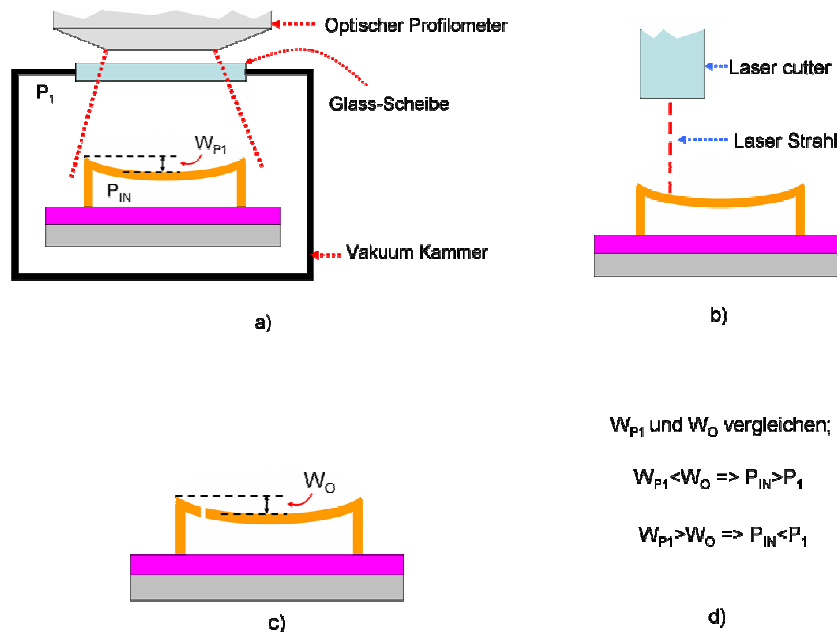 Optischer Profilometer
P1
Glass-Scheibe
WP1
PIN
Vakuum Kammer
a)
Laser cutter
Laser Strahl
b)
WO
c)
WP1 und WO vergleichen;
WP1<WO => PIN>P1
WP1>WO => PIN<P1
d)